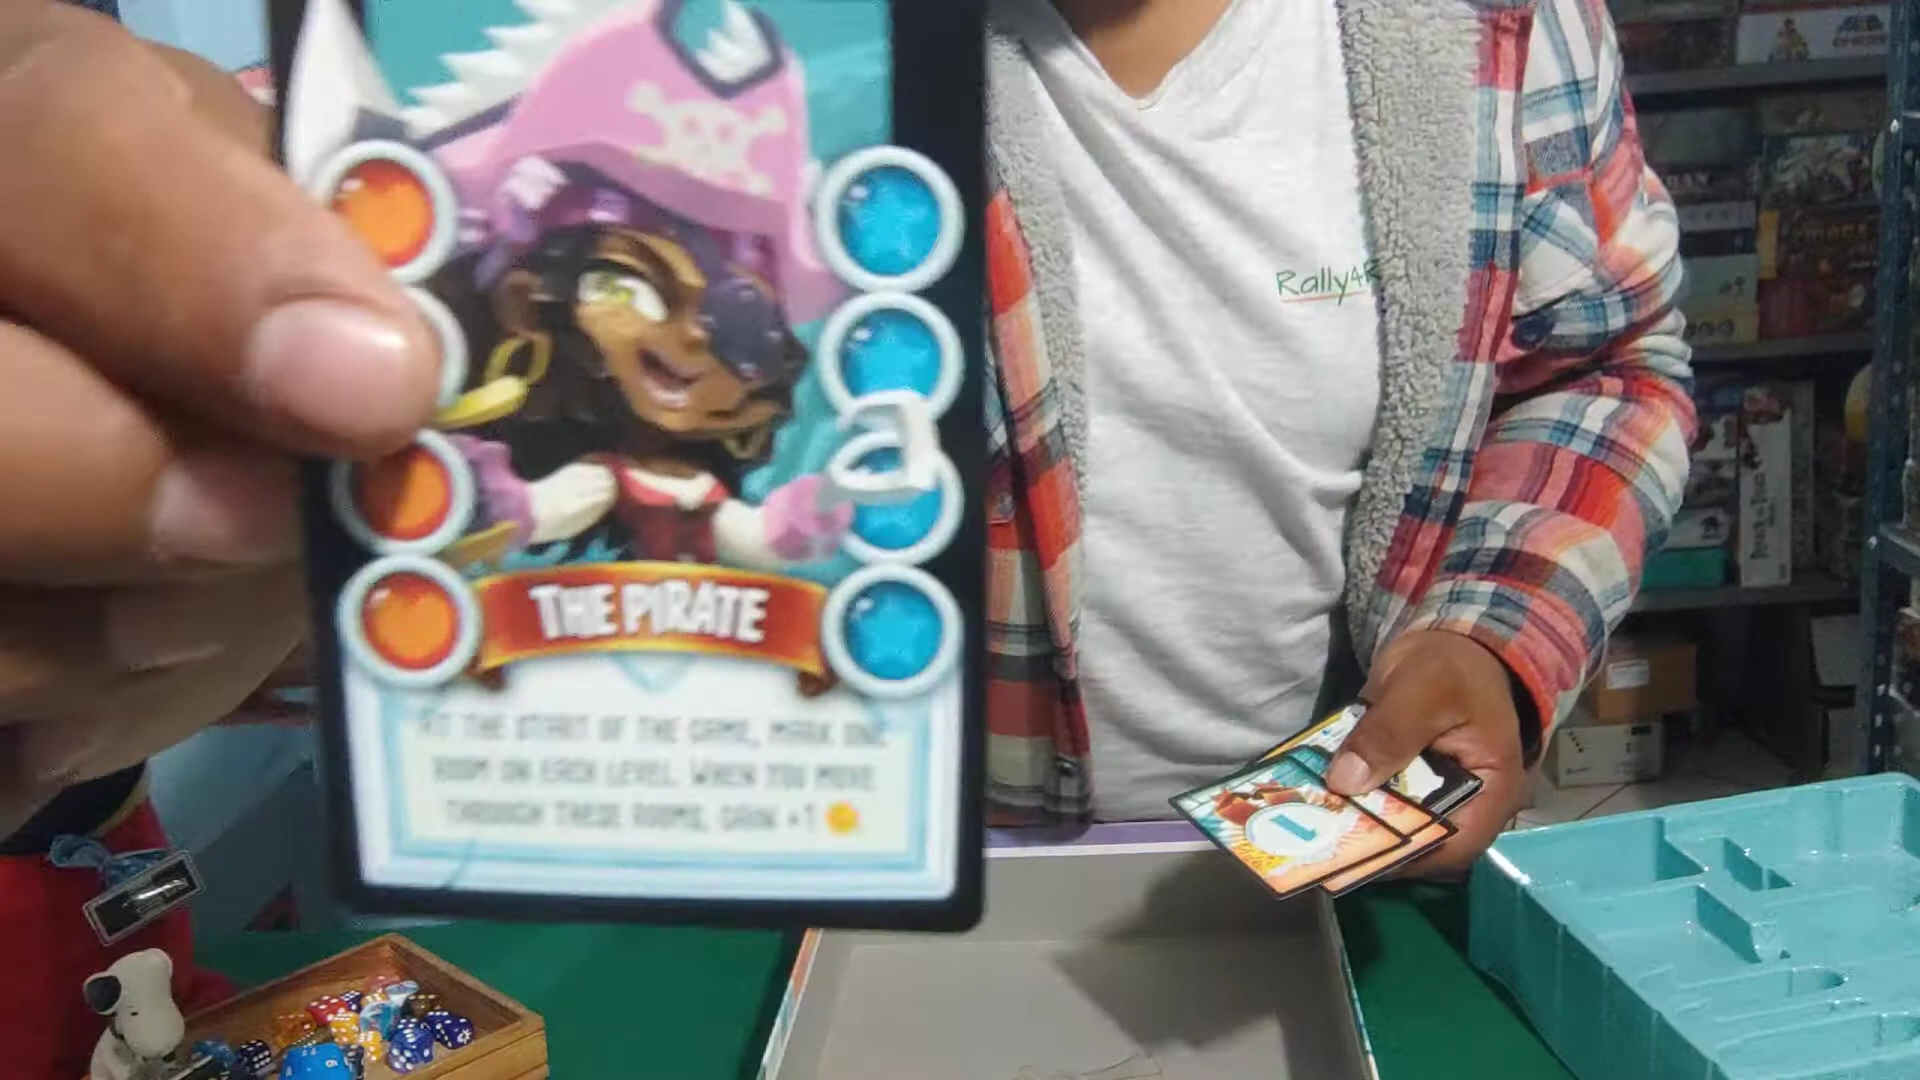 THE PIRATE
AT THE START OF THE GAME, MARK ONE
ROOM ON EACH LEVEL. WHEN YOU MOVE
THROUGH THESE ROOMS, GAIN +1
Rally4R
1